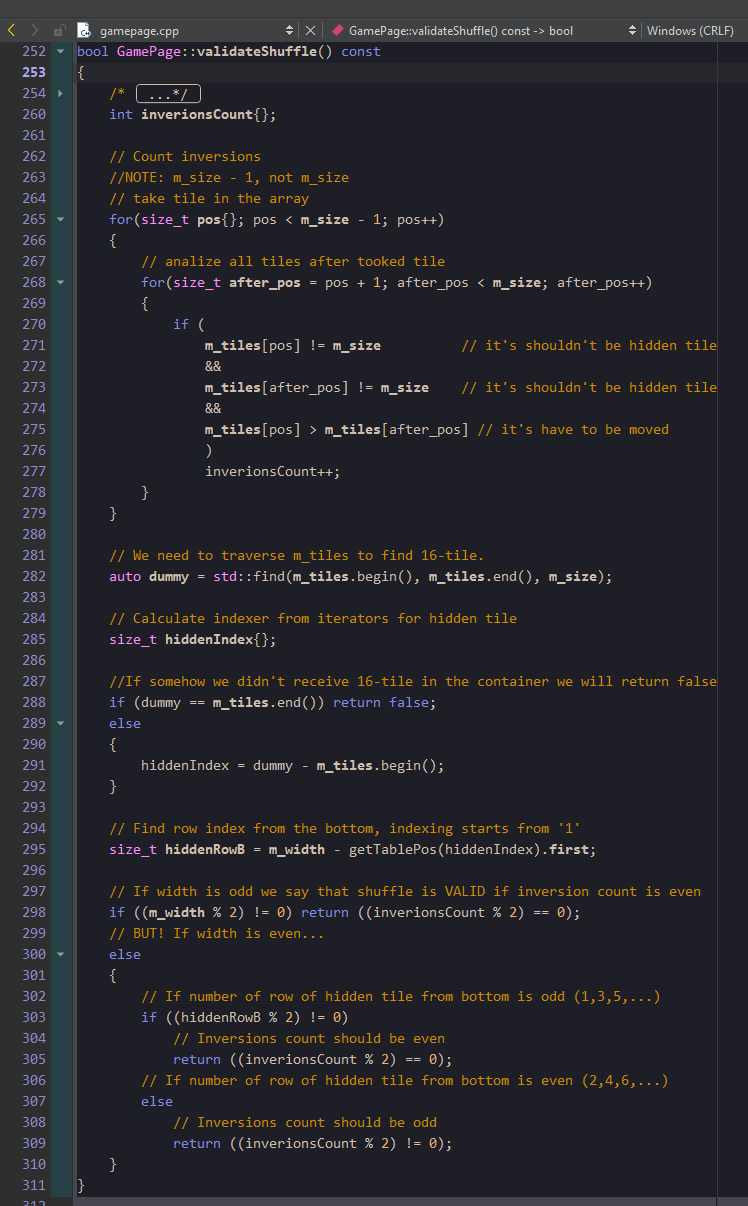 gamepage.cpp GamePage::validateShuffle() const -> bool Windows (CRLF)
252 bool GamePage::validateShuffle() const
253 {
254 /* ...*/
260 int inverionsCount{};
261
262 // Count inversions
263 //NOTE: m_size - 1, not m_size
264 // take tile in the array
265 for(size_t pos{}; pos < m_size - 1; pos++)
266 {
267 // analize all tiles after tooked tile
268 for(size_t after_pos = pos + 1; after_pos < m_size; after_pos++)
269 {
270 if (
271 m_tiles[pos] != m_size // it's shouldn't be hidden tile
272 &&
273 m_tiles[after_pos] != m_size // it's shouldn't be hidden tile
274 &&
275 m_tiles[pos] > m_tiles[after_pos] // it's have to be moved
276 )
277 inverionsCount++;
278 }
279 }
280
281 // We need to traverse m_tiles to find 16-tile.
282 auto dummy = std::find(m_tiles.begin(), m_tiles.end(), m_size);
283
284 // Calculate indexer from iterators for hidden tile
285 size_t hiddenIndex{};
286
287 //If somehow we didn't receive 16-tile in the container we will return false
288 if (dummy == m_tiles.end()) return false;
289 else
290 {
291 hiddenIndex = dummy - m_tiles.begin();
292 }
293
294 // Find row index from the bottom, indexing starts from '1'
295 size_t hiddenRowB = m_width - getTablePos(hiddenIndex).first;
296
297 // If width is odd we say that shuffle is VALID if inversion count is even
298 if ((m_width % 2) != 0) return ((inverionsCount % 2) == 0);
299 // BUT! If width is even...
300 else
301 {
302 // If number of row of hidden tile from bottom is odd (1,3,5,...)
303 if ((hiddenRowB % 2) != 0)
304 // Inversions count should be even
305 return ((inverionsCount % 2) == 0);
306 // If number of row of hidden tile from bottom is even (2,4,6,...)
307 else
308 // Inversions count should be odd
309 return ((inverionsCount % 2) != 0);
310 }
311 }
312